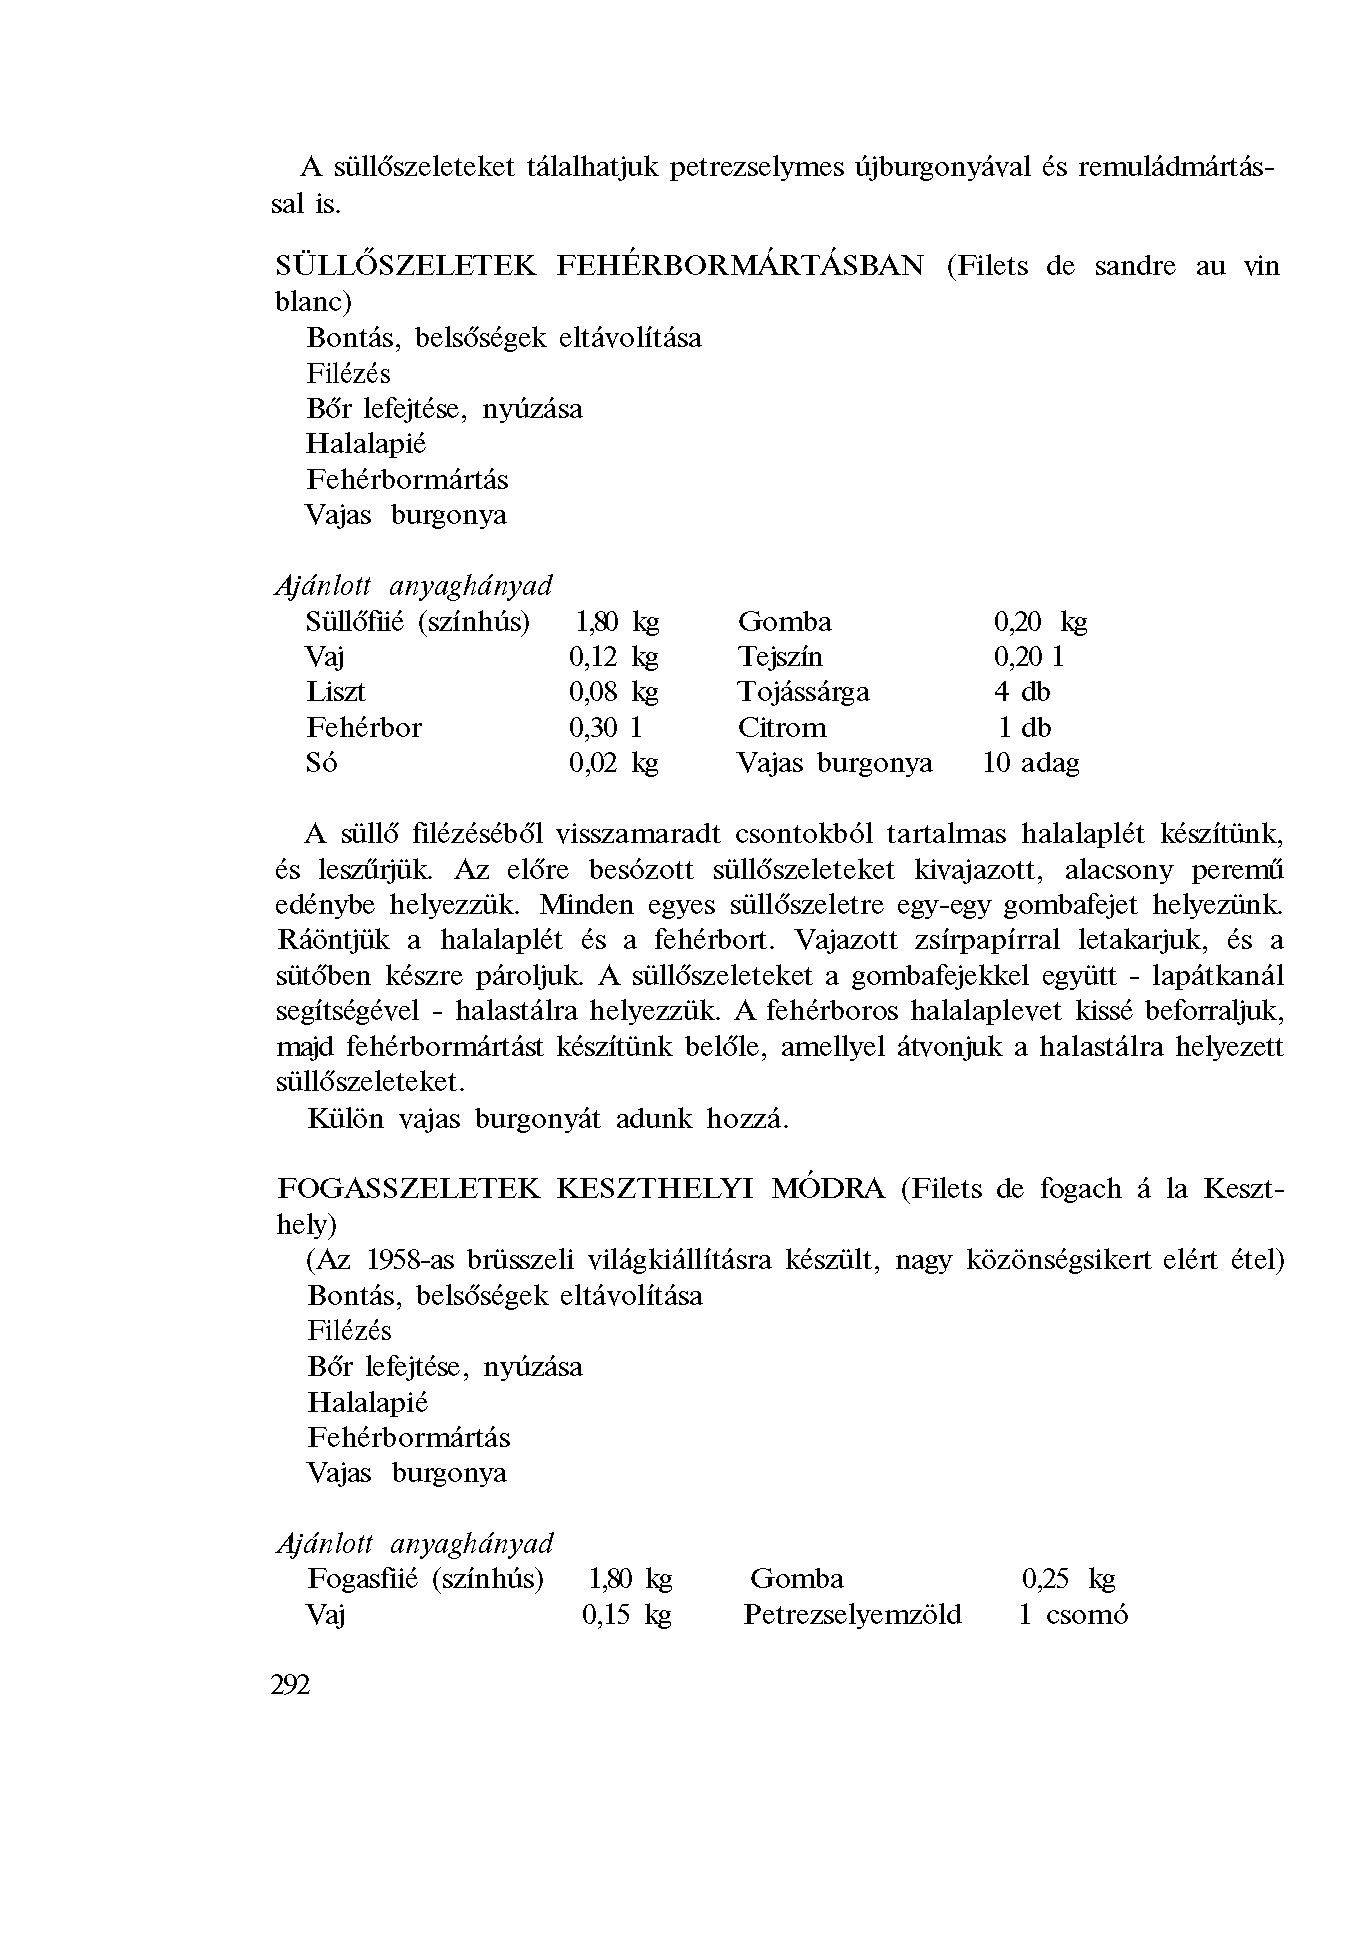 A süllőszeleteket tálalhatjuk petrezselymes újburgonyával és remuládmártás-
sal is.
SÜLLŐSZELETEK FEHÉRBORMÁRTÁSBAN (Filets de sandre au vin
blanc)
Bontás, belsőségek eltávolítása
Filézés
Bőr lefejtése, nyúzása
Halalapié
Fehérbormártás
Vajas burgonya
Ajánlott anyaghányad
Süllőfiié (színhús) 1,80 kg Gomba 0,20 kg
Vaj 0,12 kg Tejszín 0,20 1
Liszt 0,08 kg Tojássárga 4 db
Fehérbor 0,30 1 Citrom 1 db
Só 0,02 kg Vajas burgonya 10 adag
A süllő filézéséből visszamaradt csontokból tartalmas halalaplét készítünk,
és leszűrjük. Az előre besózott süllőszeleteket kivajazott, alacsony peremű
edénybe helyezzük. Minden egyes süllőszeletre egy-egy gombafejet helyezünk.
Ráöntjük a halalaplét és a fehérbort. Vajazott zsírpapírral letakarjuk, és a
sütőben készre pároljuk. A süllőszeleteket a gombafejekkel együtt - lapátkanál
segítségével - halastálra helyezzük. A fehérboros halalaplevet kissé beforraljuk,
majd fehérbormártást készítünk belőle, amellyel átvonjuk a halastálra helyezett
süllőszeleteket.
Külön vajas burgonyát adunk hozzá.
FOGASSZELETEK KESZTHELYI MÓDRA (Filets de fogach á la Keszt-
hely)
(Az 1958-as brüsszeli világkiállításra készült, nagy közönségsikert elért étel)
Bontás, belsőségek eltávolítása
Filézés
Bőr lefejtése, nyúzása
Halalapié
Fehérbormártás
Vajas burgonya
Ajánlott anyaghányad
Fogasfiié (színhús) 1,80 kg Gomba 0,25 kg
Vaj 0,15 kg Petrezselyemzöld 1 csomó
292